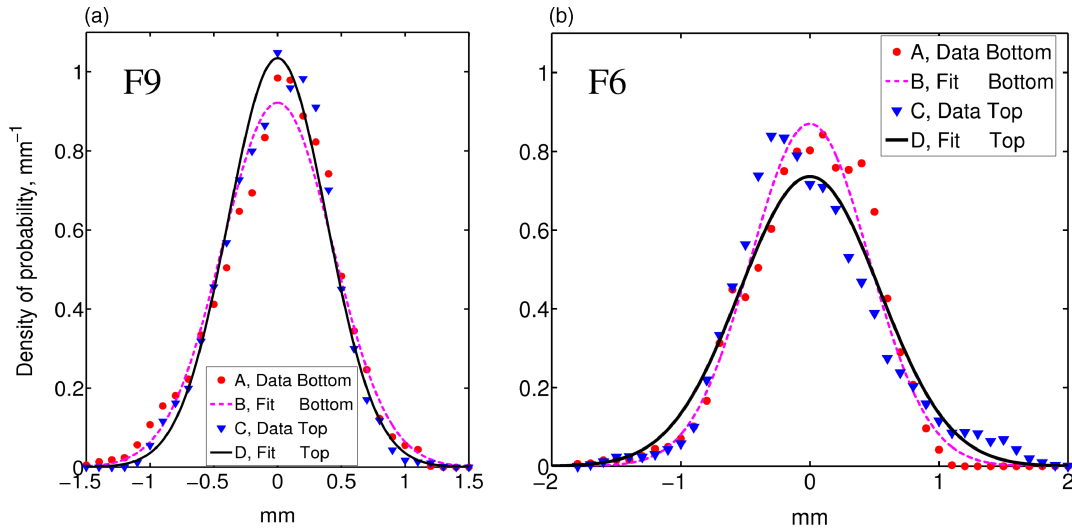 (a)
F9
Density of probability, mm⁻¹
1
0.8
0.6
0.4
0.2
0
−1.5
−1
−0.5
0
0.5
1
1.5
mm
A, Data Bottom
B, Fit Bottom
C, Data Top
D, Fit Top
(b)
F6
1
0.8
0.6
0.4
0.2
0
−2
−1
0
1
2
mm
A, Data Bottom
B, Fit Bottom
C, Data Top
D, Fit Top